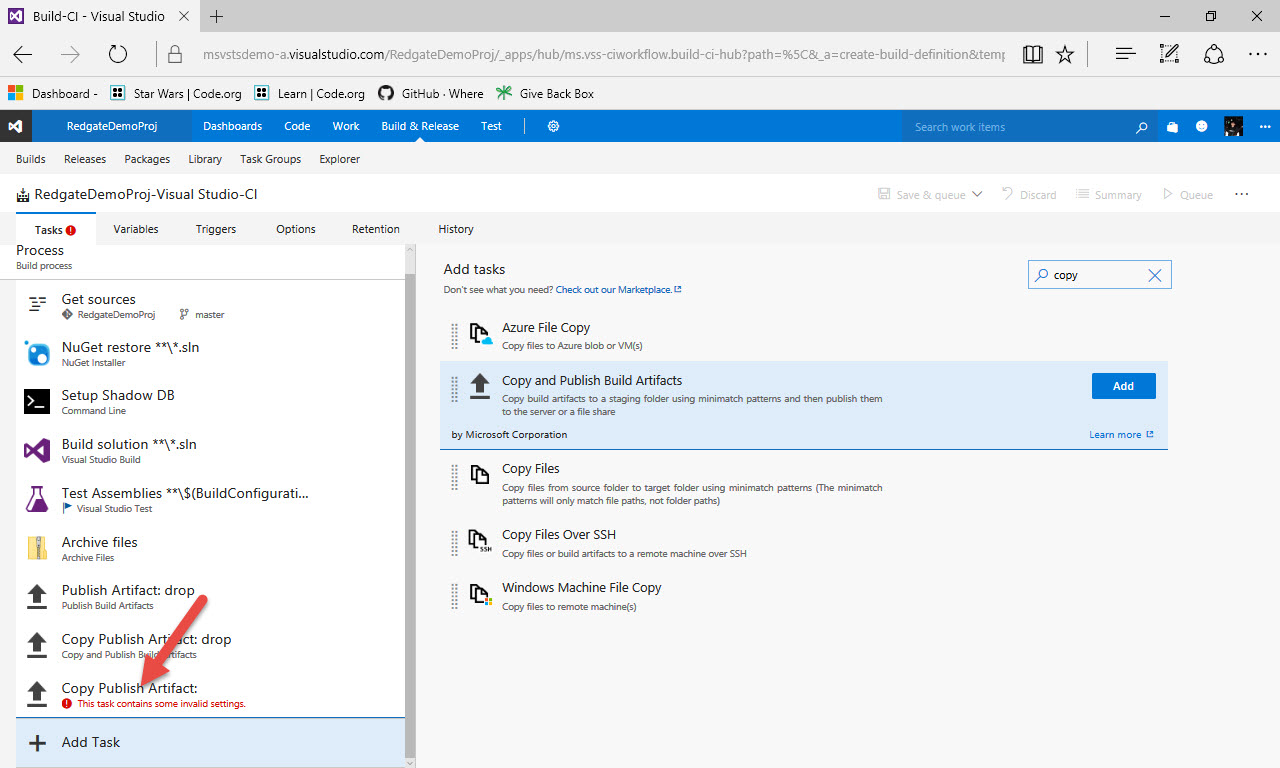 Build-CI - Visual Studio
msvstsdemo-a.visualstudio.com/RedgateDemoProj/_apps/hub/ms.vss-ciworkflow.build-ci-hub?path=%5C&_a=create-build-definition&temp
Dashboard -
Star Wars | Code.org
Learn | Code.org
GitHub · Where
Give Back Box
RedgateDemoProj
Dashboards
Code
Work
Build & Release
Test
Search work items
Builds
Releases
Packages
Library
Task Groups
Explorer
RedgateDemoProj-Visual Studio-CI
Save & queue
Discard
Summary
Queue
Tasks
Variables
Triggers
Options
Retention
History
Process
Build process
Get sources
RedgateDemoProj
master
NuGet restore **\*.sln
NuGet Installer
Setup Shadow DB
Command Line
Build solution **\*.sln
Visual Studio Build
Test Assemblies **\$(BuildConfigurati...
Visual Studio Test
Archive files
Archive Files
Publish Artifact: drop
Publish Build Artifacts
Copy Publish Artifact: drop
Copy and Publish Build Artifacts
Copy Publish Artifact:
This task contains some invalid settings.
Add Task
Add tasks
Don't see what you need? Check out our Marketplace.
copy
Azure File Copy
Copy files to Azure blob or VM(s)
Copy and Publish Build Artifacts
Copy build artifacts to a staging folder using minimatch patterns and then publish them
to the server or a file share
Add
by Microsoft Corporation
Learn more
Copy Files
Copy files from source folder to target folder using minimatch patterns (The minimatch
patterns will only match file paths, not folder paths)
SSH
Copy Files Over SSH
Copy files or build artifacts to a remote machine over SSH
Windows Machine File Copy
Copy files to remote machine(s)